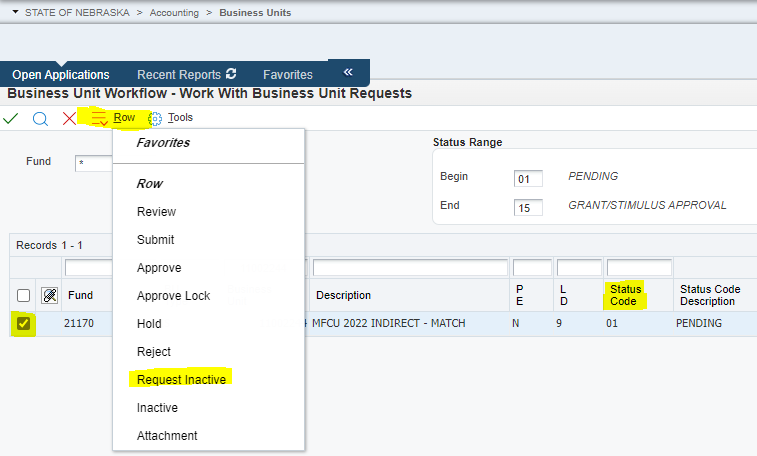 STATE OF NEBRASKA > Accounting > Business Units
Open Applications Recent Reports Favorites «
Business Unit Workflow - Work With Business Unit Requests
Row Tools
Favorites
Row
Review
Submit
Approve
Approve Lock
Hold
Reject
Request Inactive
Inactive
Attachment
Fund *
Status Range
Begin 01 PENDING
End 15 GRANT/STIMULUS APPROVAL
Records 1 - 1
Fund Description P E L D Status Code Status Code Description
21170 4 MFCU 2022 INDIRECT - MATCH N 9 01 PENDING